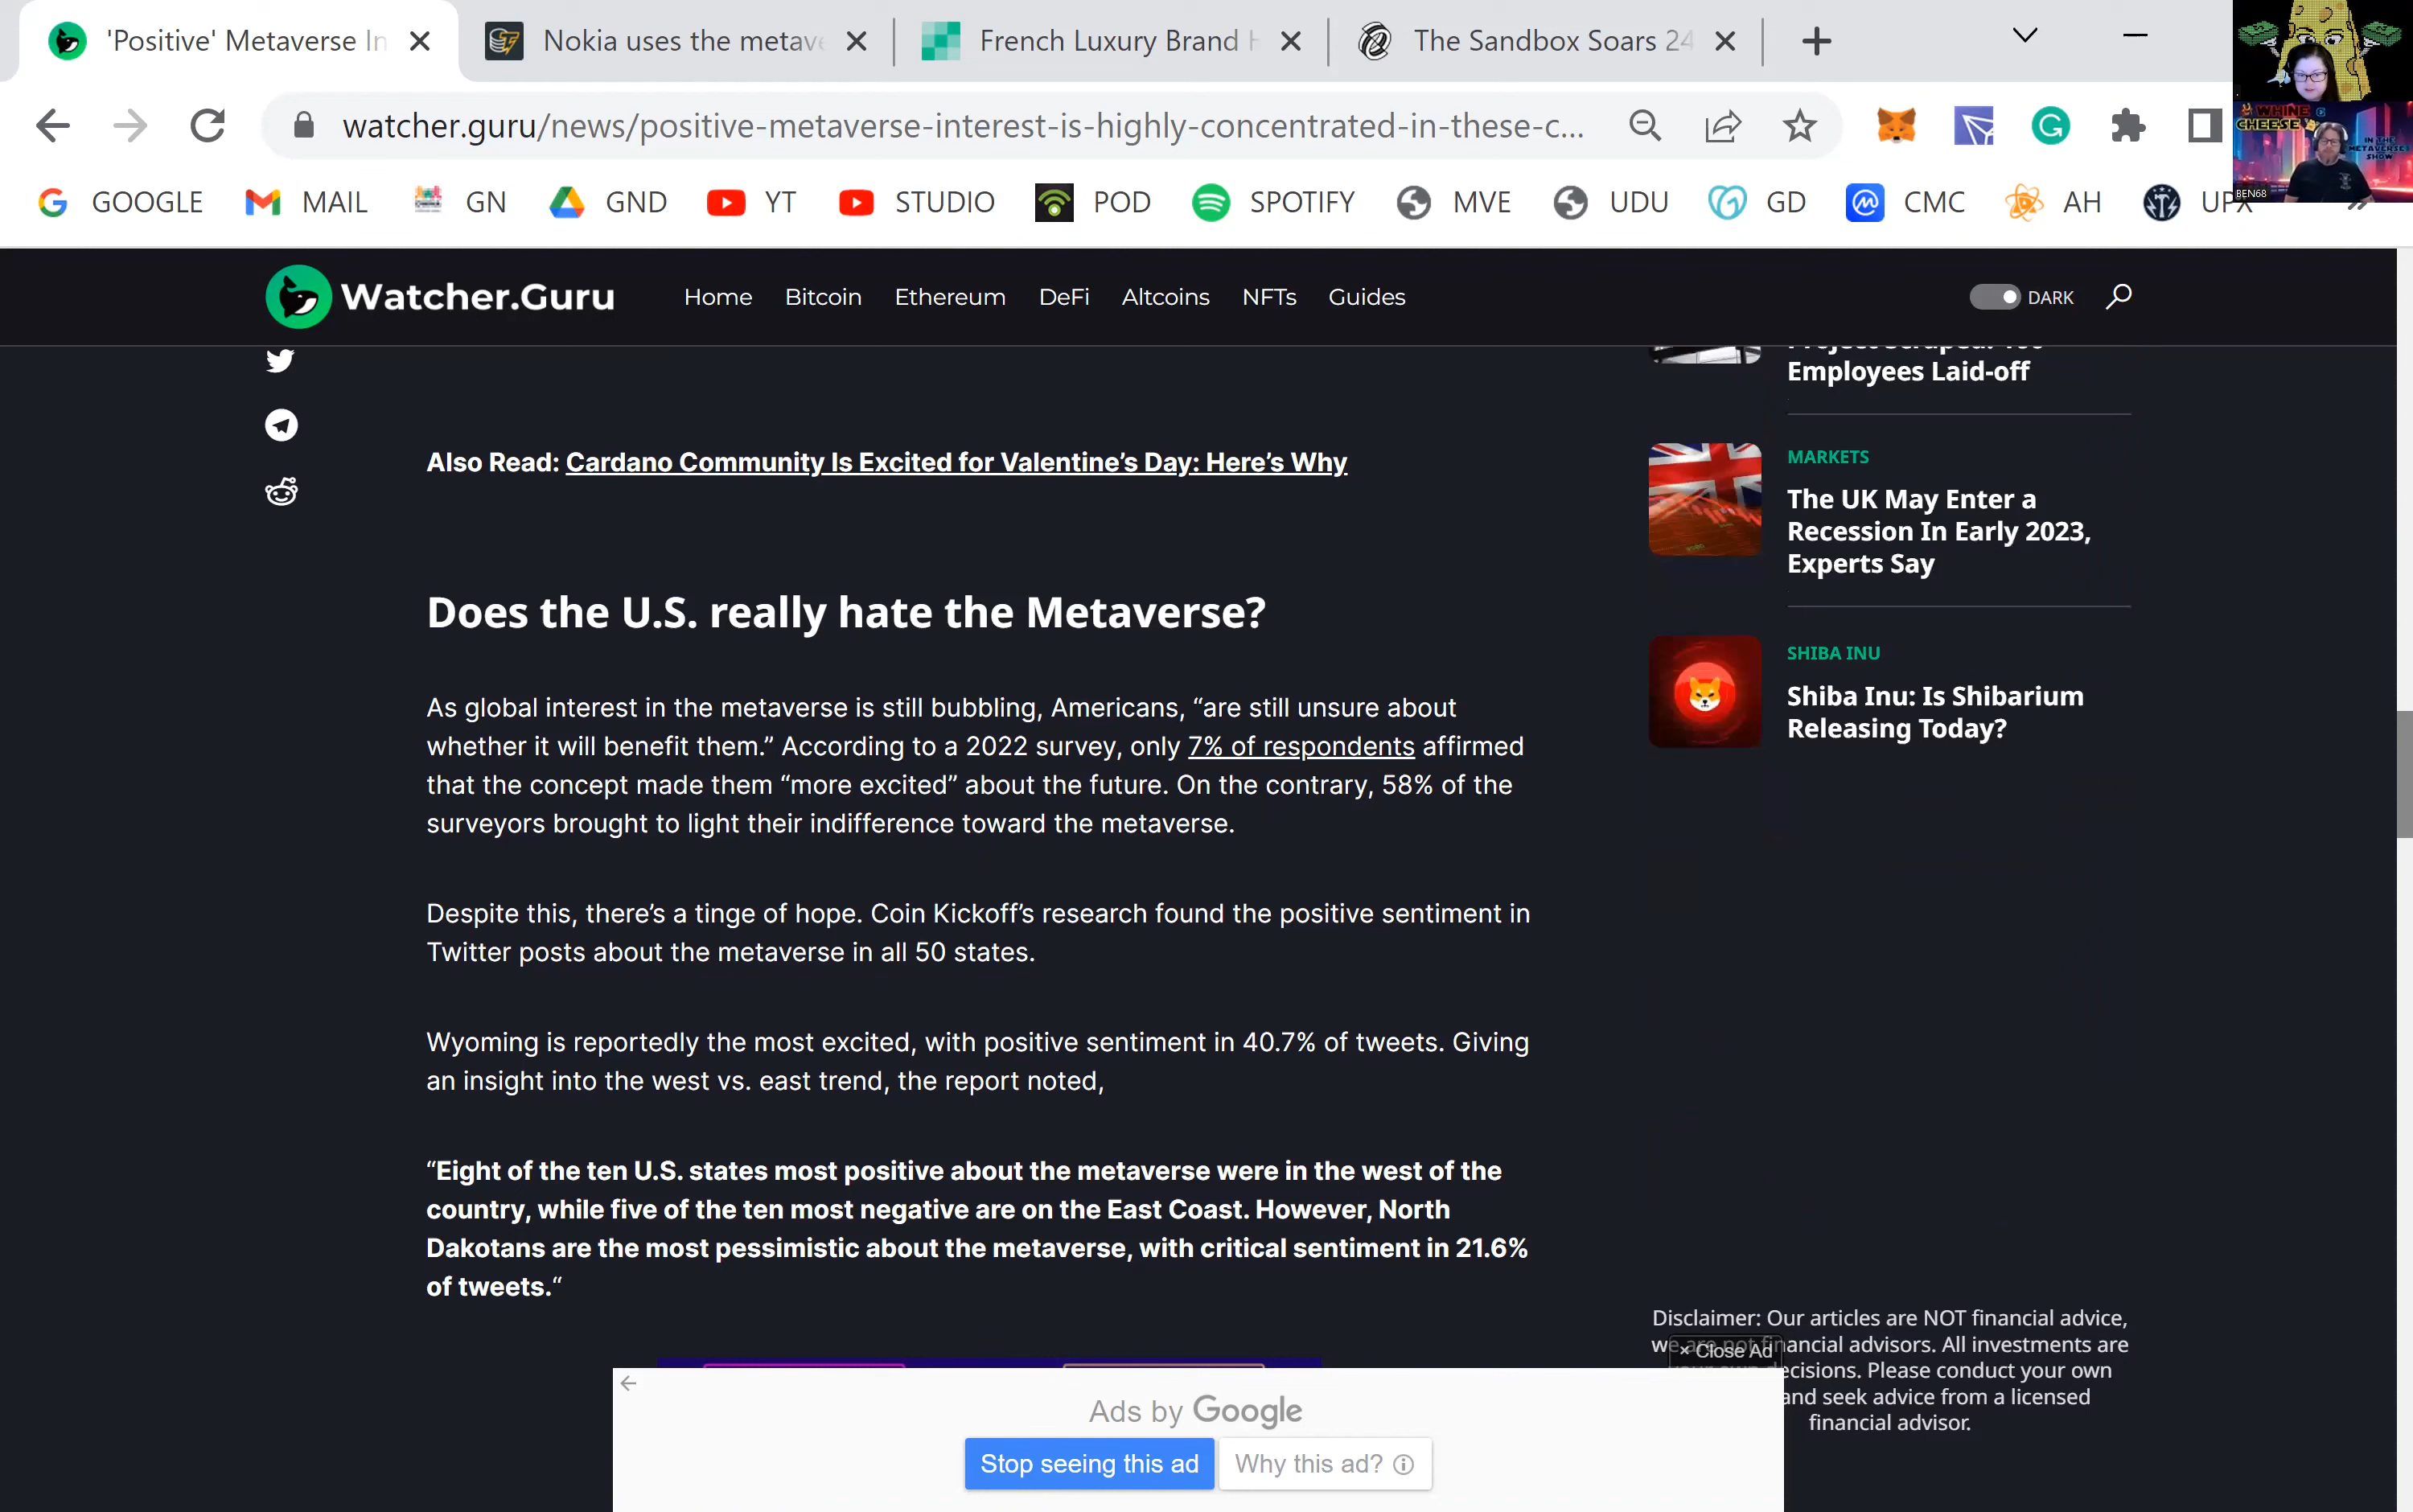 'Positive' Metaverse In
Nokia uses the metave
French Luxury Brand H
The Sandbox Soars 24
watcher.guru/news/positive-metaverse-interest-is-highly-concentrated-in-these-c...
GOOGLE
MAIL
GN
GND
YT
STUDIO
POD
SPOTIFY
MVE
UDU
GD
CMC
AH
UPX
WHINE
CHEESE
IN THE
METAVERSE
SHOW
BEN68
Watcher.Guru
Home
Bitcoin
Ethereum
DeFi
Altcoins
NFTs
Guides
DARK
Also Read: Cardano Community Is Excited for Valentine's Day: Here's Why
Does the U.S. really hate the Metaverse?
As global interest in the metaverse is still bubbling, Americans, “are still unsure about
whether it will benefit them.” According to a 2022 survey, only 7% of respondents affirmed
that the concept made them “more excited” about the future. On the contrary, 58% of the
surveyors brought to light their indifference toward the metaverse.
Despite this, there's a tinge of hope. Coin Kickoff's research found the positive sentiment in
Twitter posts about the metaverse in all 50 states.
Wyoming is reportedly the most excited, with positive sentiment in 40.7% of tweets. Giving
an insight into the west vs. east trend, the report noted,
“Eight of the ten U.S. states most positive about the metaverse were in the west of the
country, while five of the ten most negative are on the East Coast. However, North
Dakotans are the most pessimistic about the metaverse, with critical sentiment in 21.6%
of tweets.“
Employees Laid-off
MARKETS
The UK May Enter a
Recession In Early 2023,
Experts Say
SHIBA INU
Shiba Inu: Is Shibarium
Releasing Today?
Disclaimer: Our articles are NOT financial advice,
we are not financial advisors. All investments are
decisions. Please conduct your own
and seek advice from a licensed
financial advisor.
× Close Ad
Ads by Google
Stop seeing this ad
Why this ad?